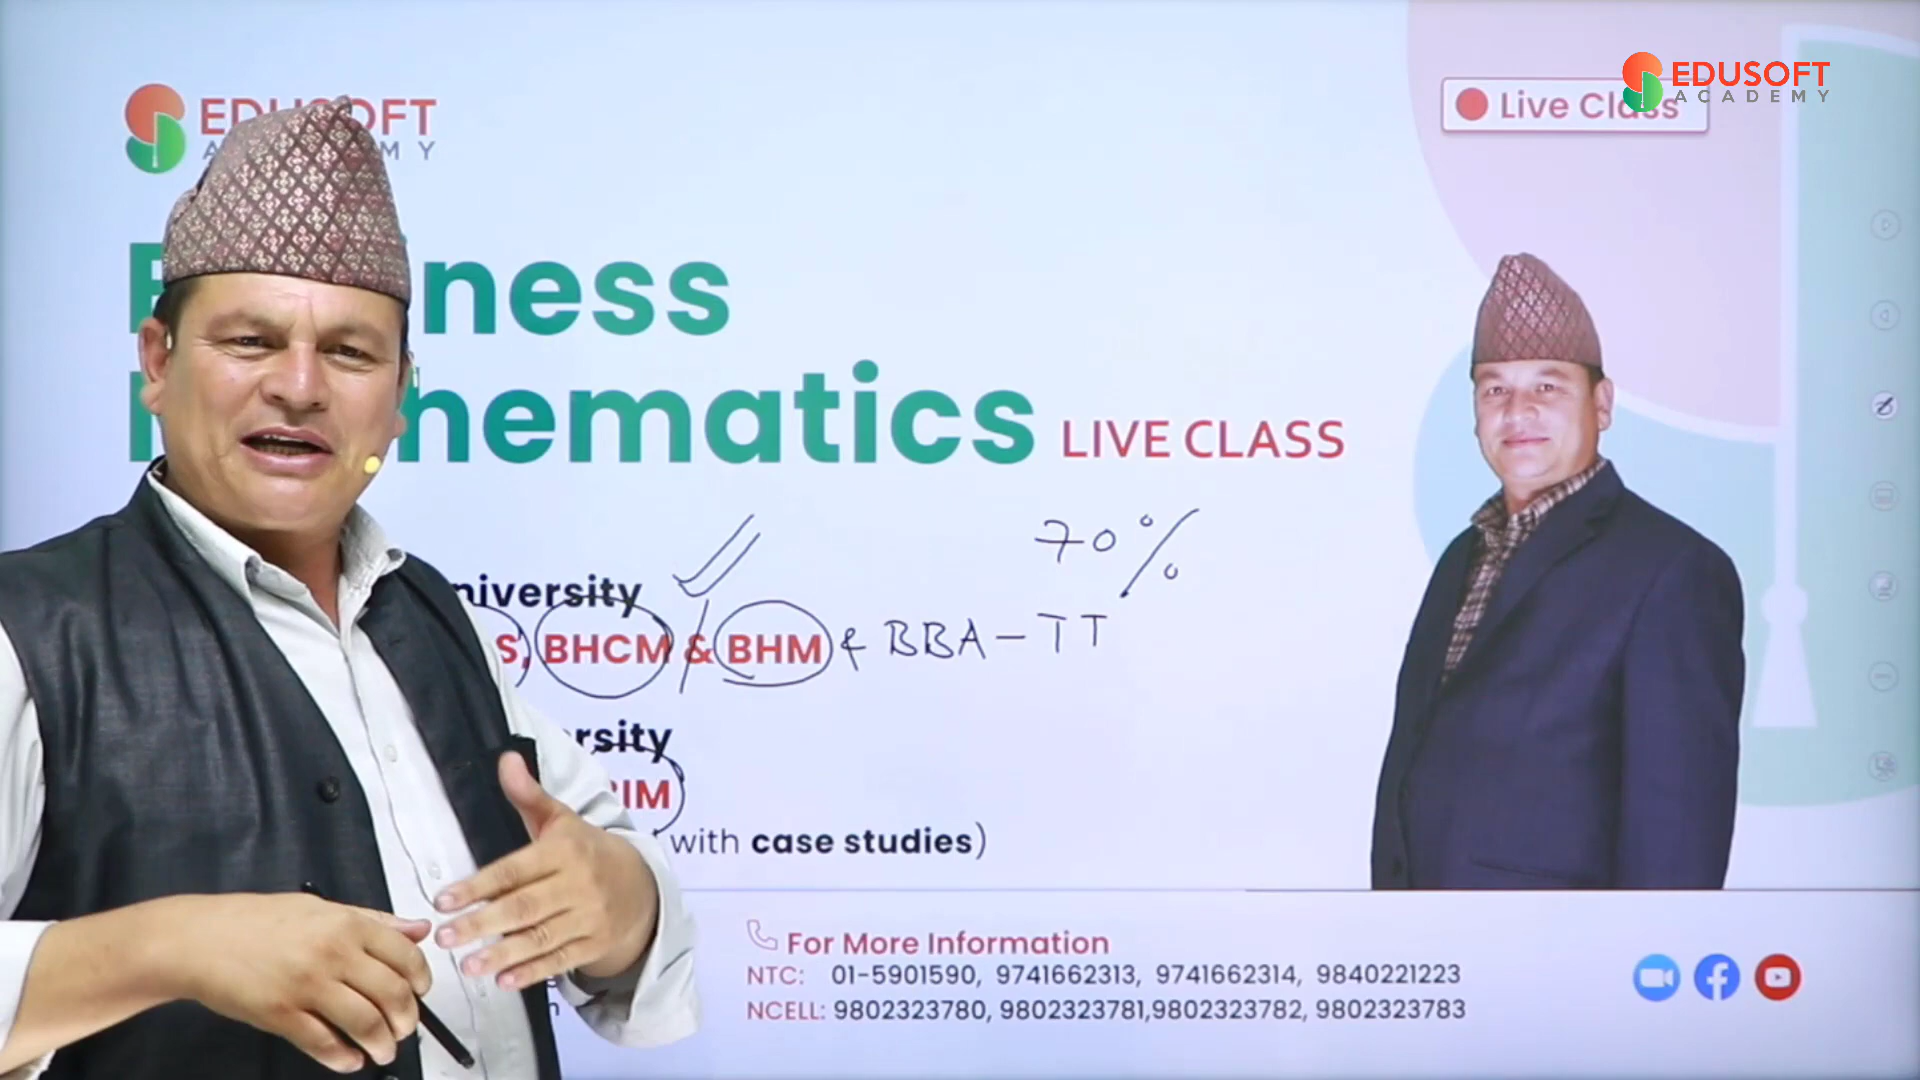 EDUSOFT
ACADEMY
Live Class
EDUSOFT
ness
hematics LIVE CLASS
70%
niversity
S, BHCM & BHM & BBA-TT
rsity
IM
with case studies)
For More Information
NTC: 01-5901590, 9741662313, 9741662314, 9840221223
NCELL: 9802323780, 9802323781,9802323782, 9802323783